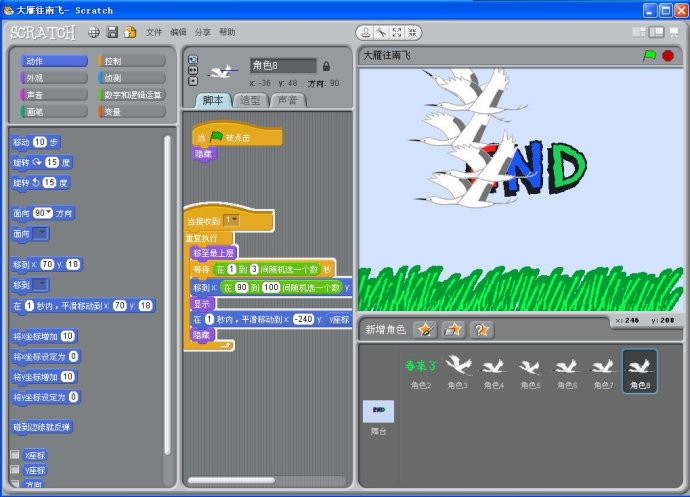 大雁往南飞- Scratch
SCRATCH 文件 编辑 分享 帮助
动作 控制
外观 侦测
声音 数字和逻辑运算
画笔 变量
移动 10 步
旋转 15 度
旋转 15 度
面向 90 方向
面向
移到 x: 70 y: 18
移到
在 1 秒内，平滑移动到 x: 70 y: 18
将x坐标增加 10
将x坐标设定为 0
将y坐标增加 10
将y坐标设定为 0
碰到边缘就反弹
x座标
y座标
方向
角色8
x: -36 y: 48 方向: 90
脚本 造型 声音
当 被点击
隐藏
当接收到 1
重复执行
移至最上层
等待 在 1 到 3 间随机选一个数 秒
移到 x: 在 90 到 100 间随机选一个数 y:
显示
在 1 秒内，平滑移动到 x: -240 y: y座标
隐藏
大雁往南飞
END
x: 246 y: 208
新增角色
春来了
角色2 角色3 角色4 角色5 角色6 角色7 角色8
END
舞台